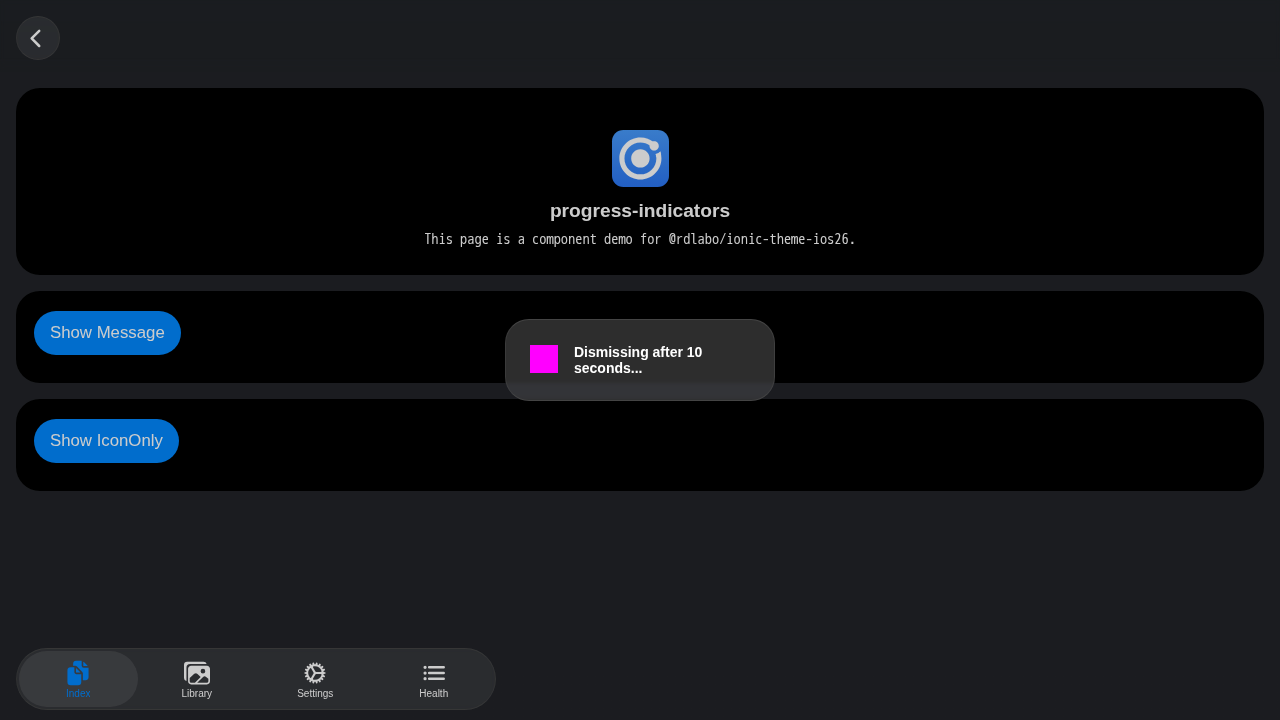 progress-indicators
This page is a component demo for @rdlabo/ionic-theme-ios26.
Show Message
Dismissing after 10
seconds...
Show IconOnly
Index
Library
Settings
Health